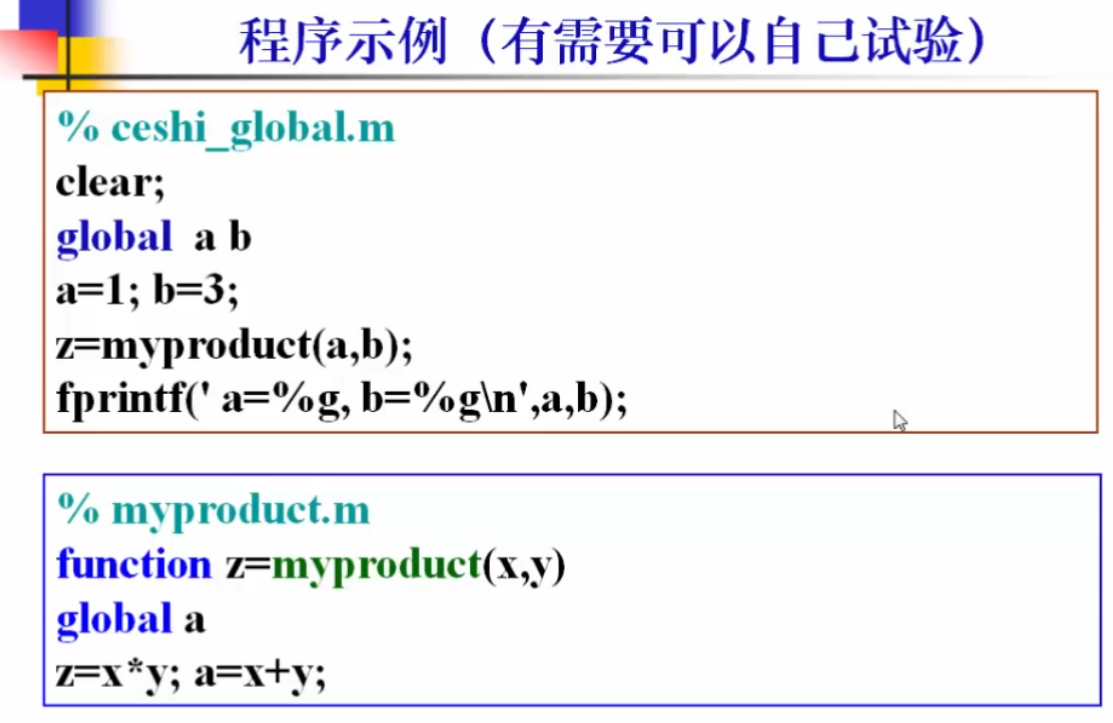 程序示例（有需要可以自己试验）
% ceshi_global.m
clear;
global a b
a=1; b=3;
z=myproduct(a,b);
fprintf(' a=%g, b=%g\n',a,b);
% myproduct.m
function z=myproduct(x,y)
global a
z=x*y; a=x+y;